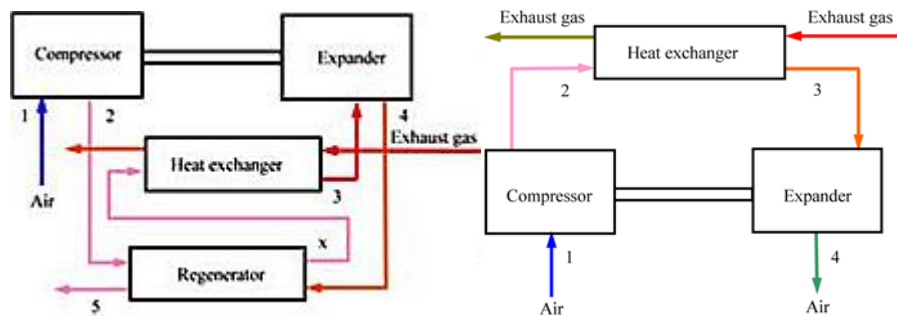 Compressor
Expander
1
2
4
Exhaust gas
Heat exchanger
3
Air
x
Regenerator
5
Exhaust gas
Exhaust gas
Heat exchanger
2
3
Compressor
Expander
1
4
Air
Air